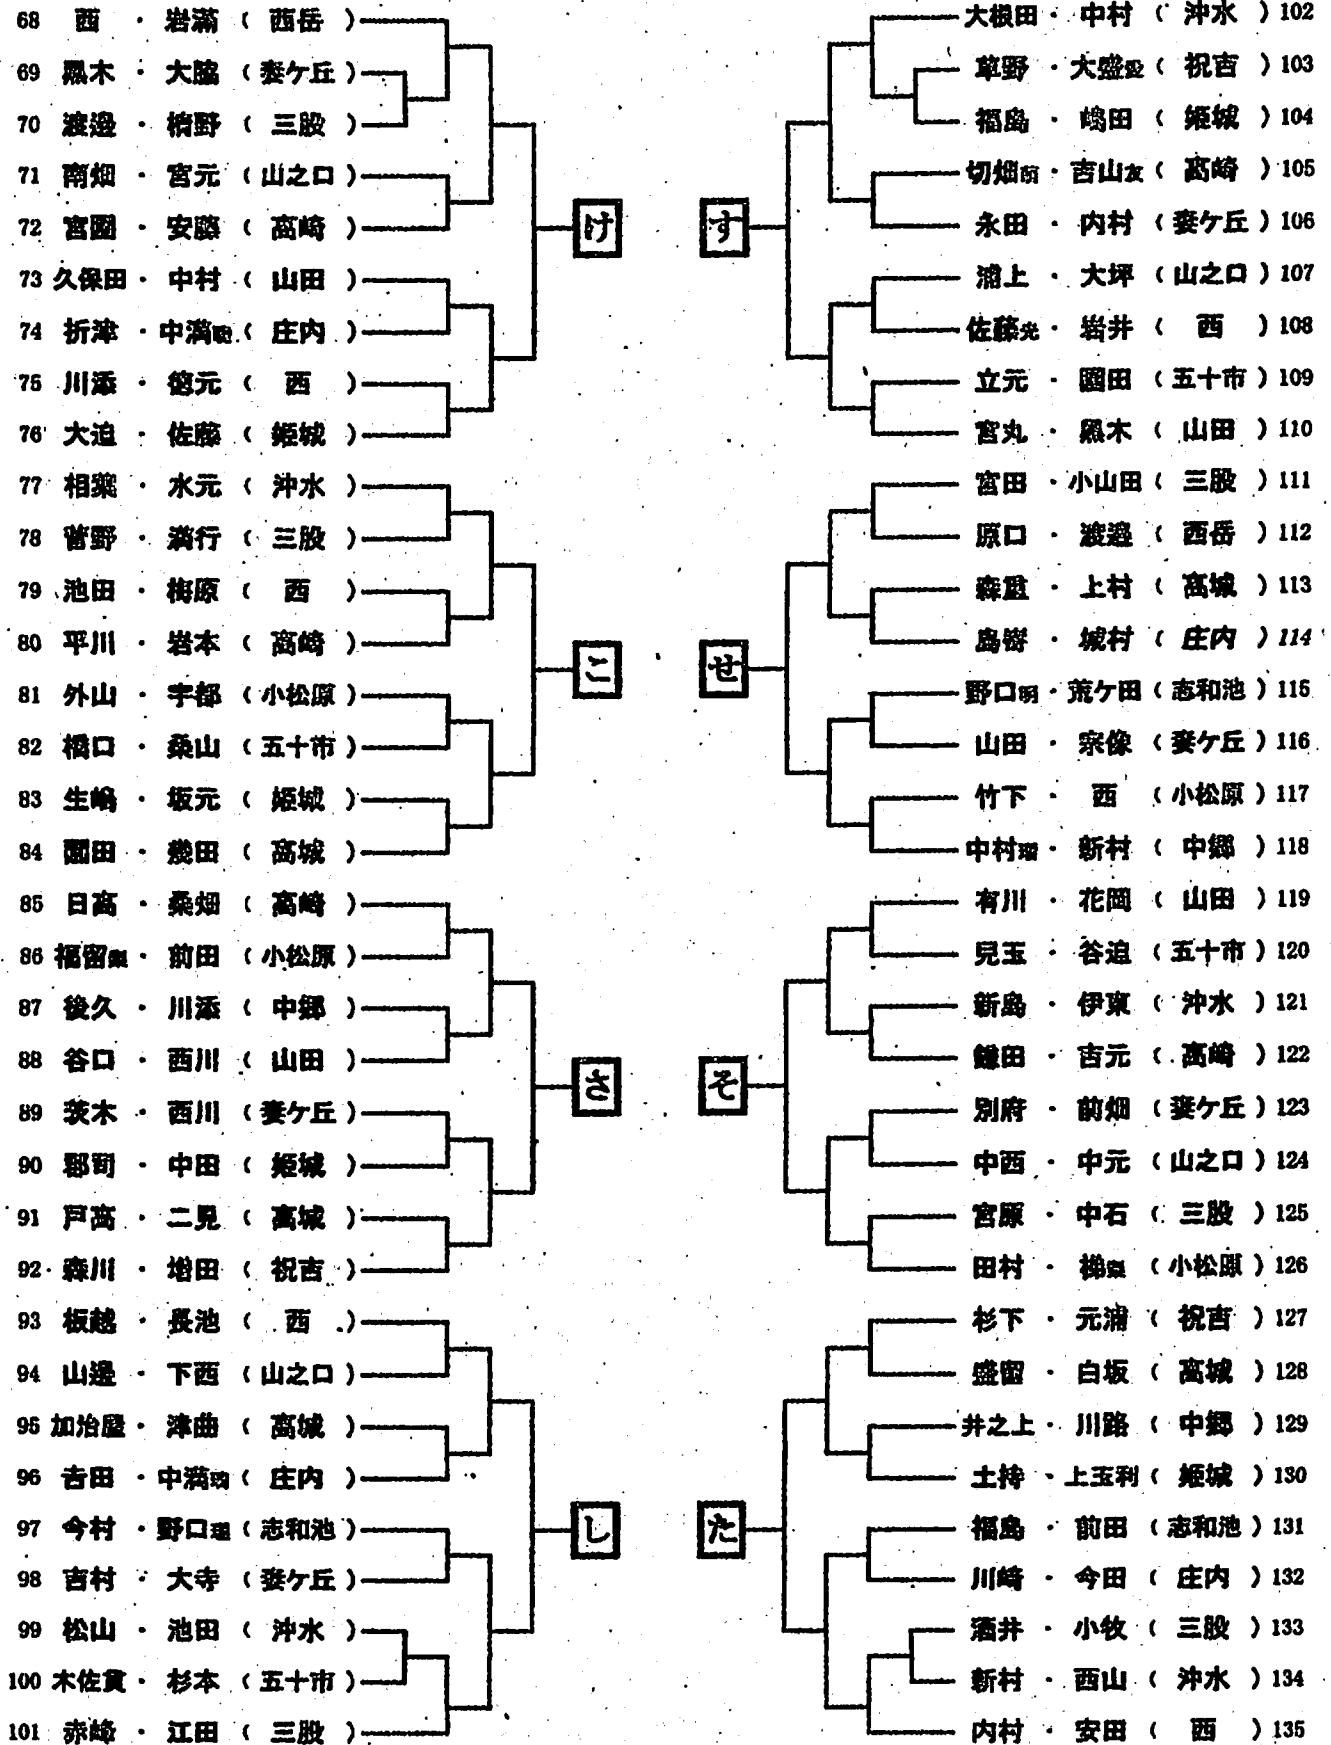 68 西 ・ 岩満 ( 西岳 )
69 黒木 ・ 大脇 ( 妻ケ丘 )
70 渡邉 ・ 楢野 ( 三股 )
71 南畑 ・ 宮元 ( 山之口 )
72 宮園 ・ 安藤 ( 高崎 )
73 久保田 ・ 中村 ( 山田 )
74 折津 ・ 中満聡 ( 庄内 )
75 川添 ・ 徳元 ( 西 )
76 大迫 ・ 佐藤 ( 姫城 )
77 相葉 ・ 水元 ( 沖水 )
78 菅野 ・ 満行 ( 三股 )
79 池田 ・ 梅原 ( 西 )
80 平川 ・ 岩本 ( 高崎 )
81 外山 ・ 宇都 ( 小松原 )
82 橋口 ・ 桑山 ( 五十市 )
83 生嶋 ・ 坂元 ( 姫城 )
84 園田 ・ 幾田 ( 高城 )
85 日高 ・ 桑畑 ( 高崎 )
86 福留 ・ 前田 ( 小松原 )
87 後久 ・ 川添 ( 中郷 )
88 谷口 ・ 西川 ( 山田 )
89 茨木 ・ 西川 ( 妻ケ丘 )
90 郡司 ・ 中田 ( 姫城 )
91 戸高 ・ 二見 ( 高城 )
92 森川 ・ 増田 ( 祝吉 )
93 板越 ・ 長池 ( 西 )
94 山邊 ・ 下西 ( 山之口 )
95 加治屋 ・ 津曲 ( 高城 )
96 吉田 ・ 中満 ( 庄内 )
97 今村 ・ 野口理 ( 志和池 )
98 吉村 ・ 大寺 ( 妻ケ丘 )
99 松山 ・ 池田 ( 沖水 )
100 木佐貫 ・ 杉本 ( 五十市 )
101 赤崎 ・ 江田 ( 三股 )
け
こ
さ
し
す
せ
そ
た
大根田 ・ 中村 ( 沖水 ) 102
草野 ・ 大盛愛 ( 祝吉 ) 103
福島 ・ 嶋田 ( 姫城 ) 104
切畑 ・ 吉山友 ( 高崎 ) 105
永田 ・ 内村 ( 妻ケ丘 ) 106
浦上 ・ 大坪 ( 山之口 ) 107
佐藤光 ・ 岩井 ( 西 ) 108
立元 ・ 園田 ( 五十市 ) 109
宮丸 ・ 黒木 ( 山田 ) 110
宮田 ・ 小山田 ( 三股 ) 111
原口 ・ 渡邉 ( 西岳 ) 112
森重 ・ 上村 ( 高城 ) 113
島嵜 ・ 城村 ( 庄内 ) 114
野口明 ・ 荒ケ田 ( 志和池 ) 115
山田 ・ 宗像 ( 妻ケ丘 ) 116
竹下 ・ 西 ( 小松原 ) 117
中村瑠 ・ 新村 ( 中郷 ) 118
有川 ・ 花岡 ( 山田 ) 119
児玉 ・ 谷迫 ( 五十市 ) 120
新島 ・ 伊東 ( 沖水 ) 121
鎌田 ・ 吉元 ( 高崎 ) 122
別府 ・ 前畑 ( 妻ケ丘 ) 123
中西 ・ 中元 ( 山之口 ) 124
宮原 ・ 中石 ( 三股 ) 125
田村 ・ 梯 ( 小松原 ) 126
杉下 ・ 元浦 ( 祝吉 ) 127
盛留 ・ 白坂 ( 高城 ) 128
井之上 ・ 川路 ( 中郷 ) 129
土持 ・ 上玉利 ( 姫城 ) 130
福島 ・ 前田 ( 志和池 ) 131
川崎 ・ 今田 ( 庄内 ) 132
酒井 ・ 小牧 ( 三股 ) 133
新村 ・ 西山 ( 沖水 ) 134
内村 ・ 安田 ( 西 ) 135